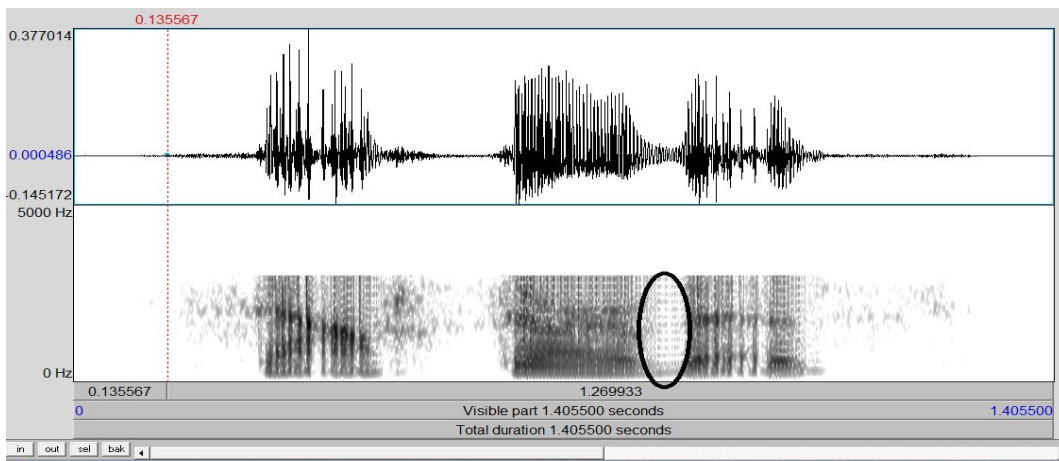 0.135567
0.377014
0.000486
-0.145172
5000 Hz
0 Hz
0.135567 1.269933
0 Visible part 1.405500 seconds 1.405500
Total duration 1.405500 seconds
in out sel bak